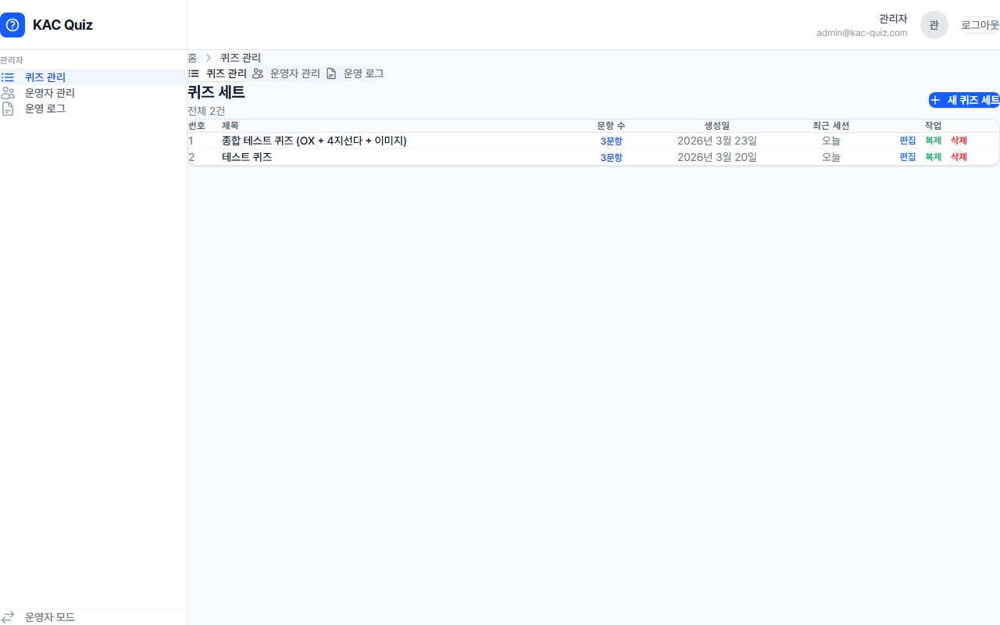 KAC Quiz
관리자
admin@kac-quiz.com
관
로그아웃
관리자
퀴즈 관리
운영자 관리
운영 로그
홈 퀴즈 관리
퀴즈 관리 운영자 관리 운영 로그
퀴즈 세트
전체 2건
새 퀴즈 세트
번호 제목 문항 수 생성일 최근 세션 작업
1 종합 테스트 퀴즈 (OX + 4지선다 + 이미지) 3문항 2026년 3월 23일 오늘 편집 복제 삭제
2 테스트 퀴즈 3문항 2026년 3월 20일 오늘 편집 복제 삭제
운영자 모드